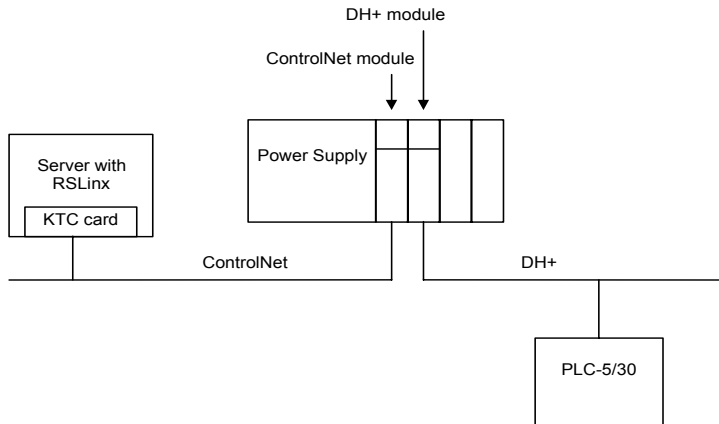 DH+ module
ControlNet module
Power Supply
Server with
RSLinx
KTC card
ControlNet
DH+
PLC-5/30